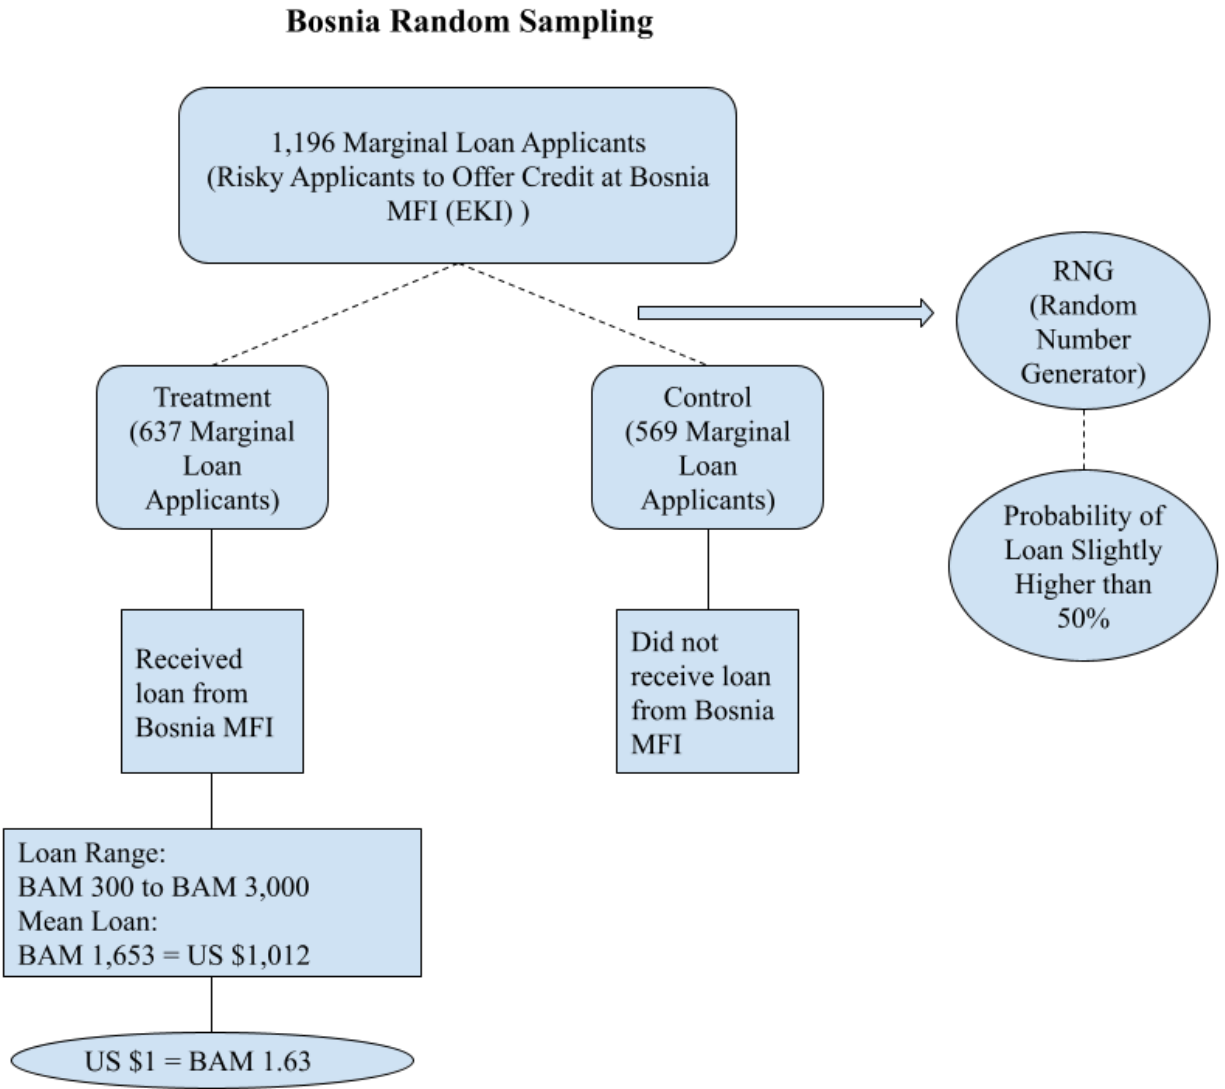 Bosnia Random Sampling
1,196 Marginal Loan Applicants
(Risky Applicants to Offer Credit at Bosnia
MFI (EKI) )
RNG
(Random
Number
Generator)
Treatment
(637 Marginal
Loan
Applicants)
Control
(569 Marginal
Loan
Applicants)
Probability of
Loan Slightly
Higher than
50%
Received
loan from
Bosnia MFI
Did not
receive loan
from Bosnia
MFI
Loan Range:
BAM 300 to BAM 3,000
Mean Loan:
BAM 1,653 = US $1,012
US $1 = BAM 1.63